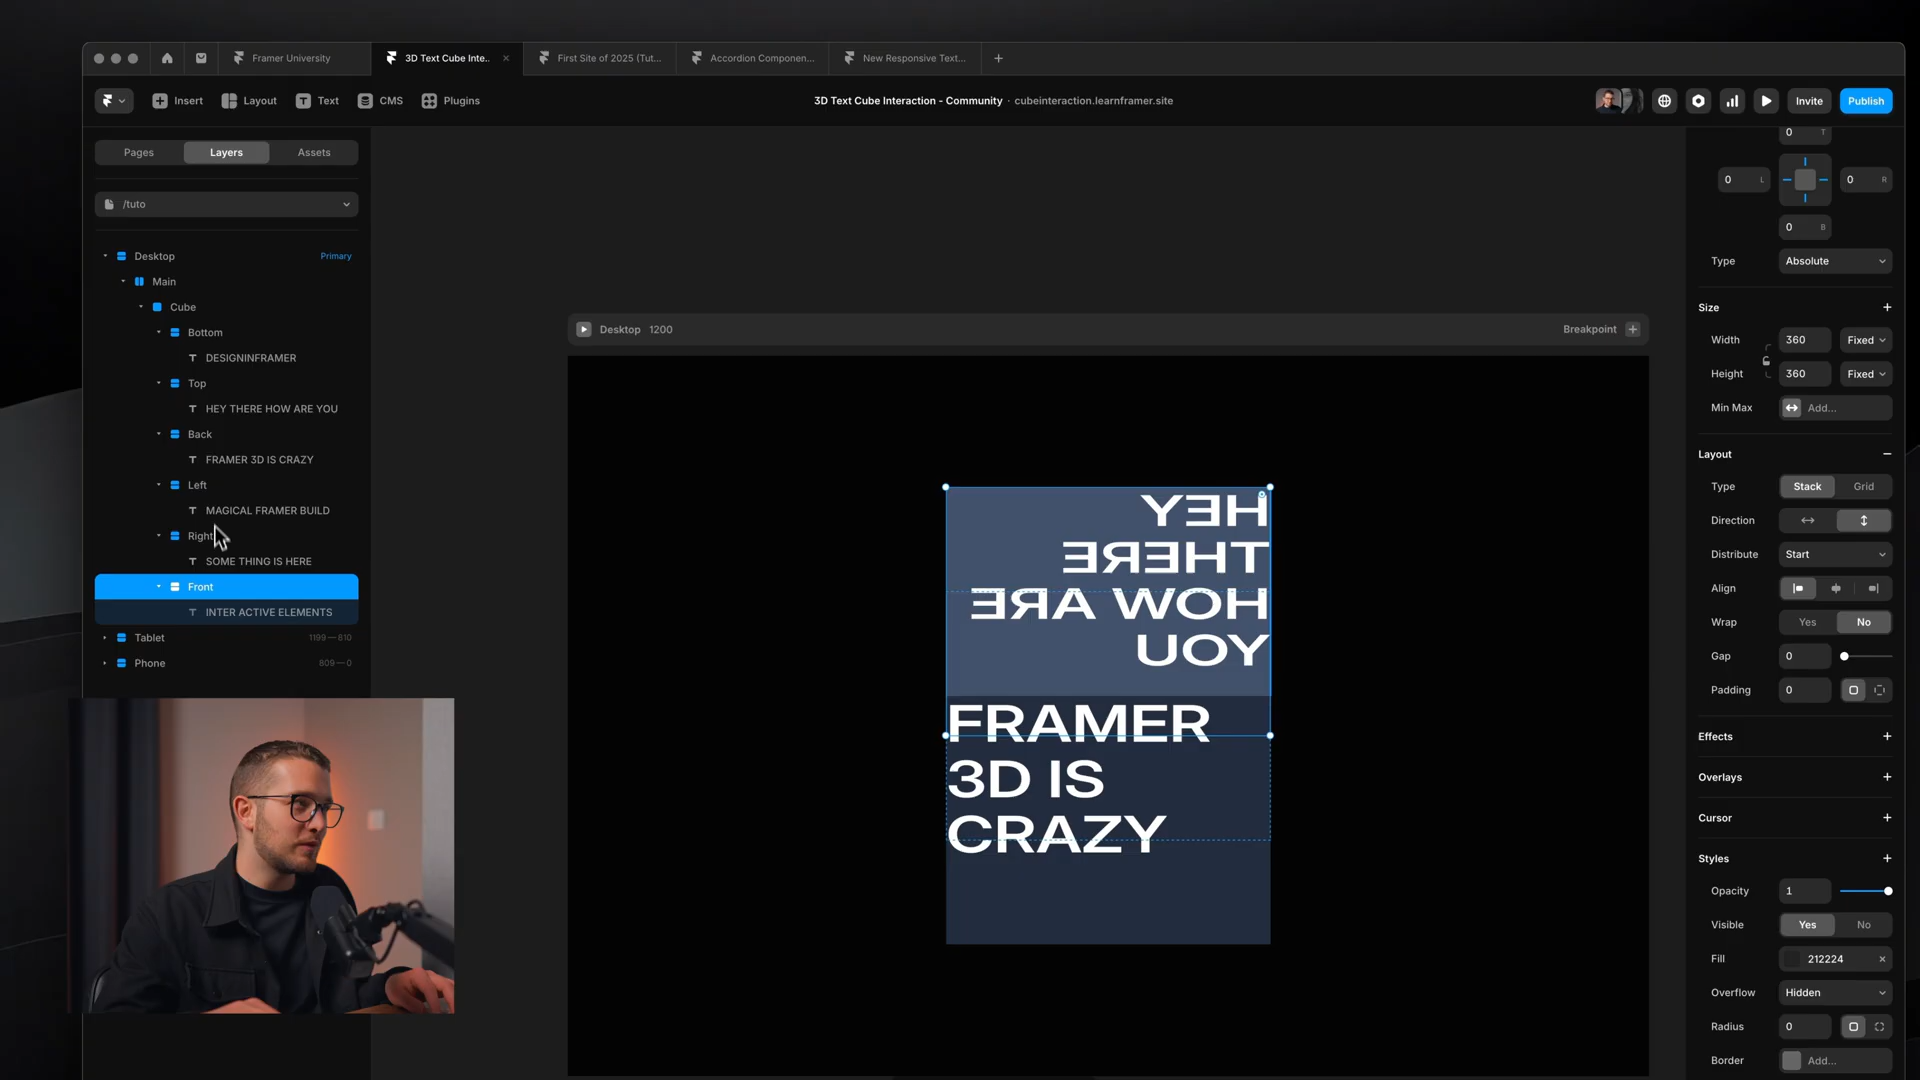 Framer University
3D Text Cube Inte..
First Site of 2025 (Tut...
Accordion Componen...
New Responsive Text...
Insert
Layout
Text
CMS
Plugins
3D Text Cube Interaction - Community · cubeinteraction.learnframer.site
Invite
Publish
Pages
Layers
Assets
/tuto
Desktop
Primary
Main
Cube
Bottom
DESIGNINFRAMER
Top
HEY THERE HOW ARE YOU
Back
FRAMER 3D IS CRAZY
Left
MAGICAL FRAMER BUILD
Right
SOME THING IS HERE
Front
INTER ACTIVE ELEMENTS
Tablet
1199 — 810
Phone
809 — 0
Desktop 1200
Breakpoint
HEY
THERE
HOW ARE
YOU
FRAMER
3D IS
CRAZY
0 T
0 L
0 R
0 B
Type
Absolute
Size
Width
360
Fixed
Height
360
Fixed
Min Max
Add...
Layout
Type
Stack
Grid
Direction
Distribute
Start
Align
Wrap
Yes
No
Gap
0
Padding
0
Effects
Overlays
Cursor
Styles
Opacity
1
Visible
Yes
No
Fill
212224
Overflow
Hidden
Radius
0
Border
Add...